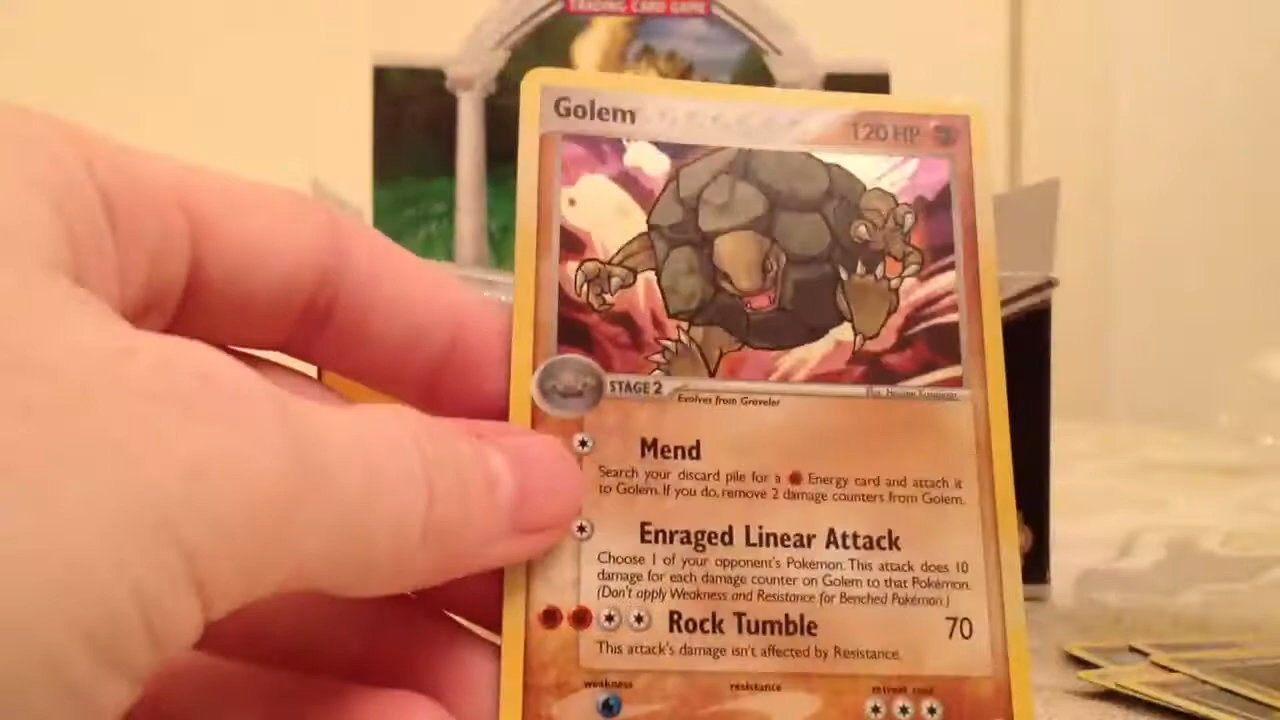 TRADING CARD GAME
Golem
120 HP
STAGE 2
Evolves from Graveler
Mend
Search your discard pile for a Energy card and attach it
to Golem. If you do, remove 2 damage counters from Golem.
Enraged Linear Attack
Choose 1 of your opponent's Pokémon. This attack does 10
damage for each damage counter on Golem to that Pokémon.
(Don't apply Weakness and Resistance for Benched Pokémon.)
Rock Tumble 70
This attack's damage isn't affected by Resistance.
weakness resistance retreat cost